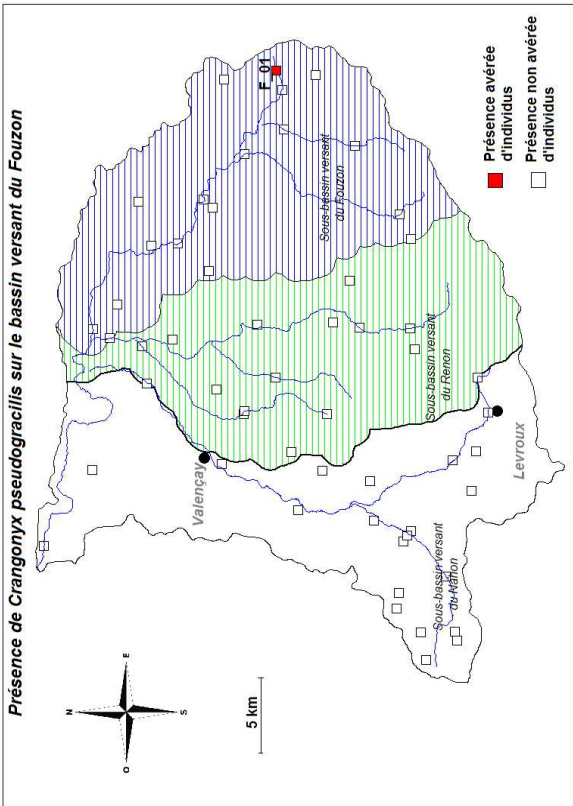 Présence de Crangonyx pseudogracilis sur le bassin versant du Fouzon
N
O
E
S
5 km
Valençay
Levroux
F_01
Sous-bassin versant
du Nahon
Sous-bassin versant
du Renon
Sous-bassin versant
du Fouzon
Présence avérée
d'individus
Présence non avérée
d'individus